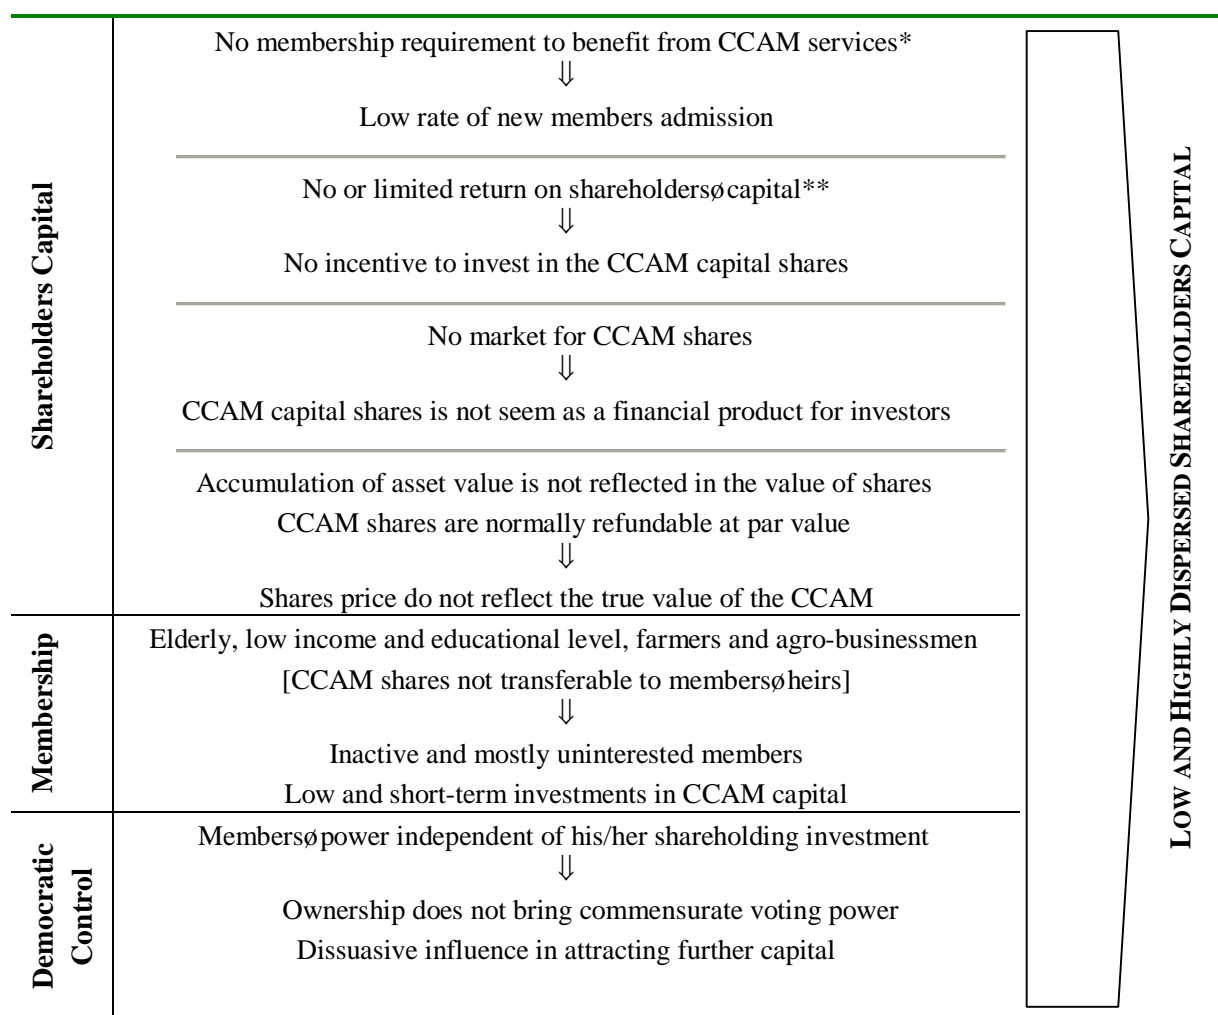 Shareholders Capital
No membership requirement to benefit from CCAM services*
⇓
Low rate of new members admission
No or limited return on shareholdersø capital**
⇓
No incentive to invest in the CCAM capital shares
No market for CCAM shares
⇓
CCAM capital shares is not seem as a financial product for investors
Accumulation of asset value is not reflected in the value of shares
CCAM shares are normally refundable at par value
⇓
Shares price do not reflect the true value of the CCAM
Membership
Elderly, low income and educational level, farmers and agro-businessmen
[CCAM shares not transferable to membersø heirs]
⇓
Inactive and mostly uninterested members
Low and short-term investments in CCAM capital
Democratic
Control
Membersø power independent of his/her shareholding investment
⇓
Ownership does not bring commensurate voting power
Dissuasive influence in attracting further capital
LOW AND HIGHLY DISPERSED SHAREHOLDERS CAPITAL